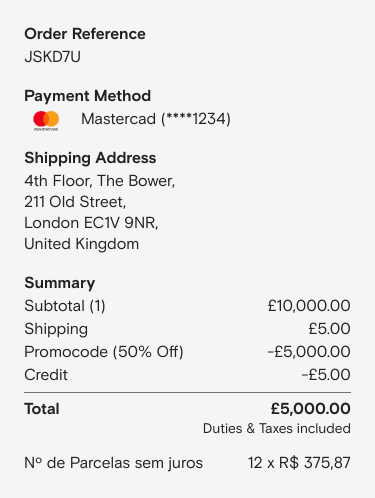 Order Reference
JSKD7U
Payment Method
Mastercad (****1234)
Shipping Address
4th Floor, The Bower,
211 Old Street,
London EC1V 9NR,
United Kingdom
Summary
Subtotal (1) £10,000.00
Shipping £5.00
Promocode (50% Off) -£5,000.00
Credit -£5.00
Total £5,000.00
Duties & Taxes included
Nº de Parcelas sem juros 12 x R$ 375,87